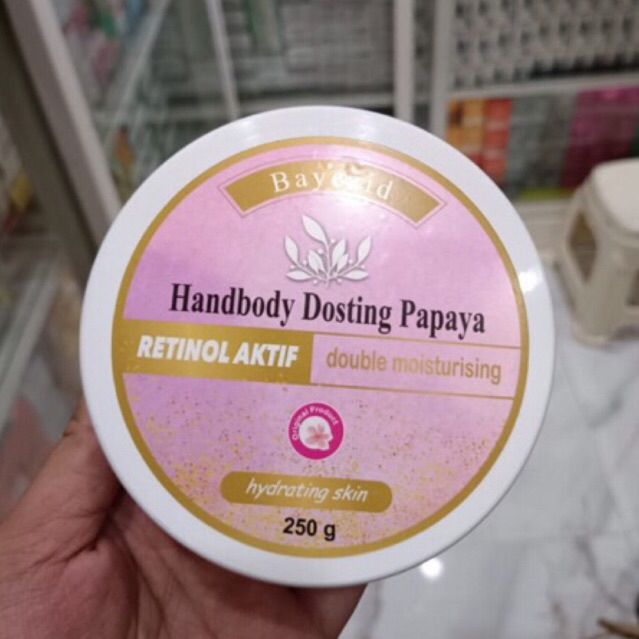 Handbody Dosting Papaya
RETINOL AKTIF
double moisturising
Original Product
hydrating skin
250 g